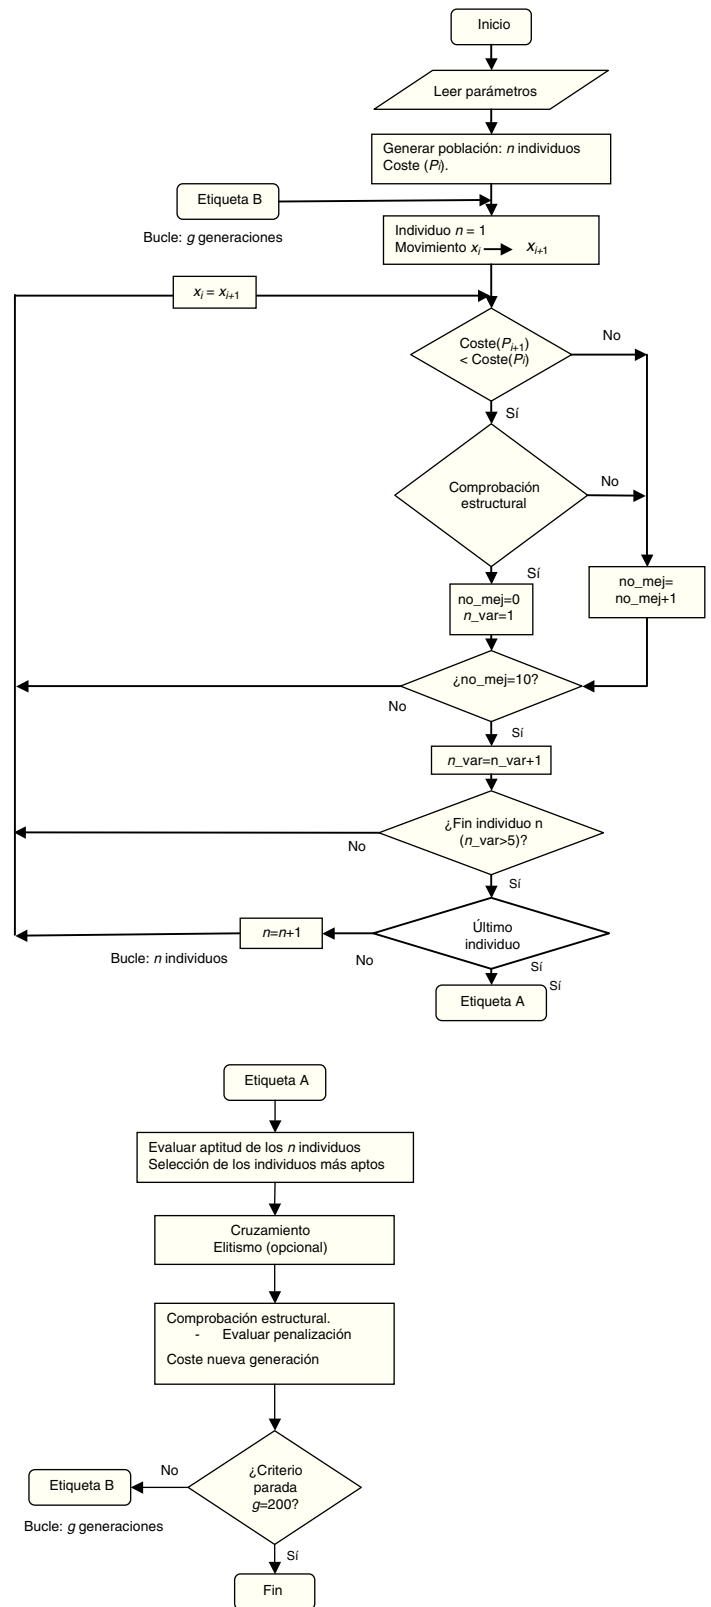 Inicio
Leer parámetros
Generar población: n individuos
Coste (Pi).
Etiqueta B
Bucle: g generaciones
Individuo n = 1
Movimiento xi → xi+1
xi = xi+1
Coste(Pi+1)
< Coste(Pi)
No
Sí
Comprobación
estructural
No
Sí
no_mej=0
n_var=1
no_mej=
no_mej+1
¿no_mej=10?
No
Sí
n_var=n_var+1
¿Fin individuo n
(n_var>5)?
No
Sí
Último
individuo
n=n+1
Bucle: n individuos
No
Sí
Sí
Etiqueta A
Etiqueta A
Evaluar aptitud de los n individuos
Selección de los individuos más aptos
Cruzamiento
Elitismo (opcional)
Comprobación estructural.
- Evaluar penalización
Coste nueva generación
¿Criterio
parada
g=200?
No
Etiqueta B
Bucle: g generaciones
Sí
Fin